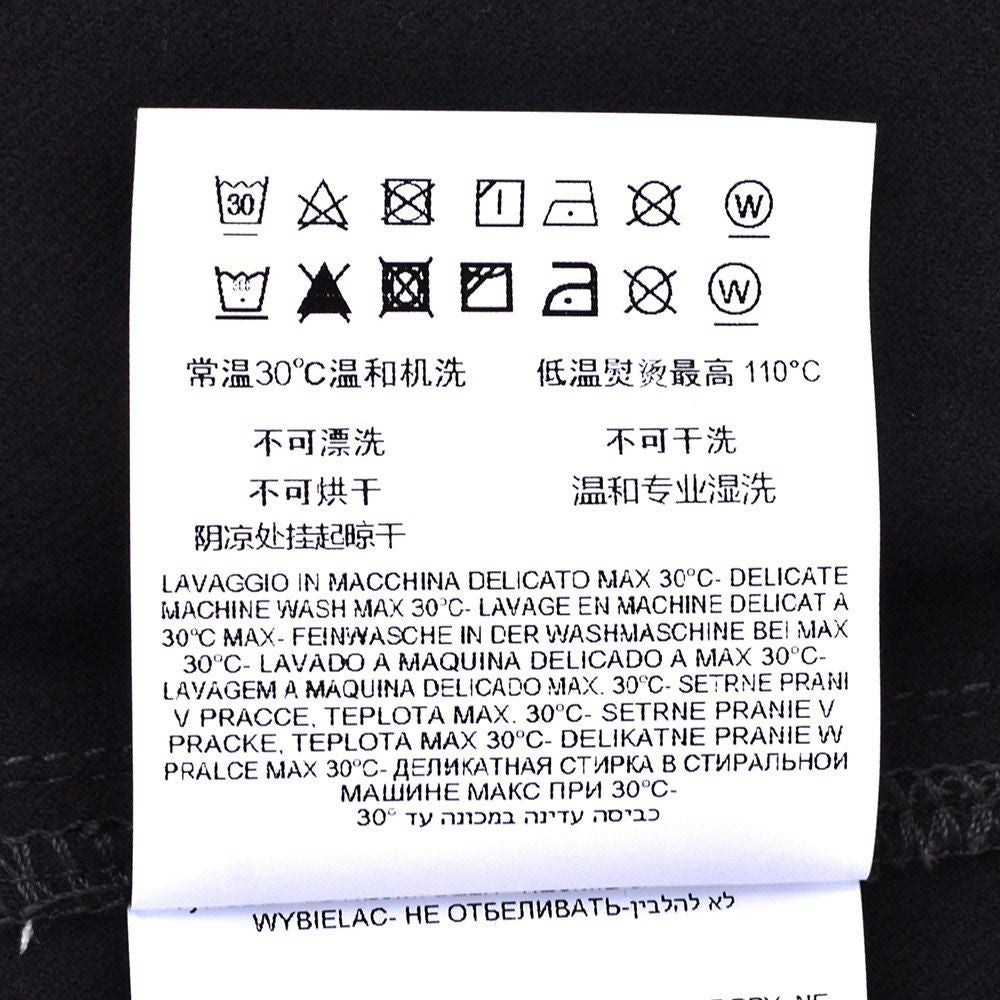 30
W
W
常温30°C温和机洗 低温熨烫最高 110°C
不可漂洗 不可干洗
不可烘干 温和专业湿洗
阴凉处挂起晾干
LAVAGGIO IN MACCHINA DELICATO MAX 30°C- DELICATE
MACHINE WASH MAX 30°C- LAVAGE EN MACHINE DELICAT A
30°C MAX- FEINWASCHE IN DER WASHMASCHINE BEI MAX
30°C- LAVADO A MAQUINA DELICADO A MAX 30°C-
LAVAGEM A MAQUINA DELICADO MAX. 30°C- SETRNE PRANI
V PRACCE, TEPLOTA MAX. 30°C- SETRNE PRANIE V
PRACKE, TEPLOTA MAX 30°C- DELIKATNE PRANIE W
PRALCE MAX 30°C- ДЕЛИКАТНАЯ СТИРКА В СТИРАЛЬНОЙ
МАШИНЕ МАКС ПРИ 30°C-
כביסה עדינה במכונה עד 30°
WYBIELAC- НЕ ОТБЕЛИВАТЬ-לא להלבין